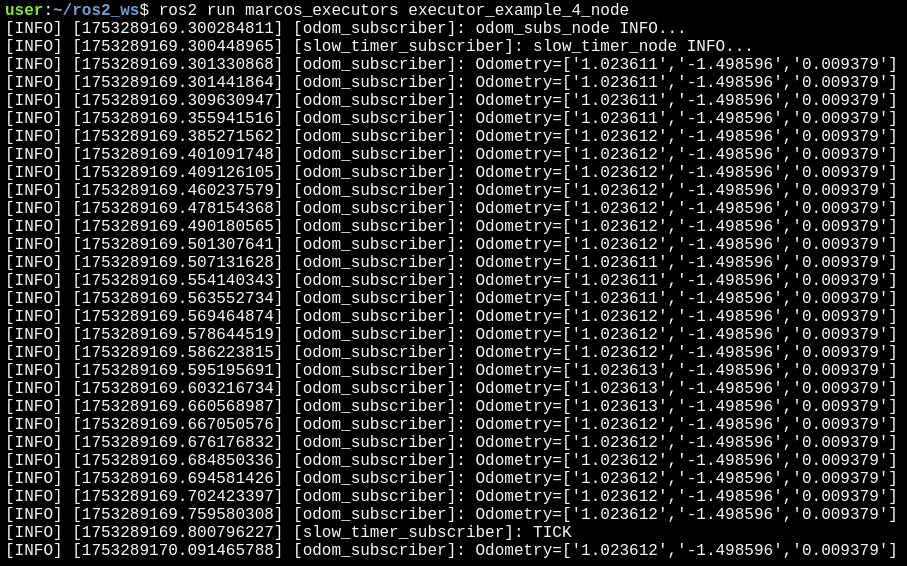 user:~/ros2_ws$ ros2 run marcos_executors executor_example_4_node
[INFO] [1753289169.300284811] [odom_subscriber]: odom_subs_node INFO...
[INFO] [1753289169.300448965] [slow_timer_subscriber]: slow_timer_node INFO...
[INFO] [1753289169.301330868] [odom_subscriber]: Odometry=['1.023611','-1.498596','0.009379']
[INFO] [1753289169.301441864] [odom_subscriber]: Odometry=['1.023611','-1.498596','0.009379']
[INFO] [1753289169.309630947] [odom_subscriber]: Odometry=['1.023611','-1.498596','0.009379']
[INFO] [1753289169.355941516] [odom_subscriber]: Odometry=['1.023611','-1.498596','0.009379']
[INFO] [1753289169.385271562] [odom_subscriber]: Odometry=['1.023612','-1.498596','0.009379']
[INFO] [1753289169.401091748] [odom_subscriber]: Odometry=['1.023612','-1.498596','0.009379']
[INFO] [1753289169.409126105] [odom_subscriber]: Odometry=['1.023612','-1.498596','0.009379']
[INFO] [1753289169.460237579] [odom_subscriber]: Odometry=['1.023612','-1.498596','0.009379']
[INFO] [1753289169.478154368] [odom_subscriber]: Odometry=['1.023612','-1.498596','0.009379']
[INFO] [1753289169.490180565] [odom_subscriber]: Odometry=['1.023612','-1.498596','0.009379']
[INFO] [1753289169.501307641] [odom_subscriber]: Odometry=['1.023612','-1.498596','0.009379']
[INFO] [1753289169.507131628] [odom_subscriber]: Odometry=['1.023611','-1.498596','0.009379']
[INFO] [1753289169.554140343] [odom_subscriber]: Odometry=['1.023611','-1.498596','0.009379']
[INFO] [1753289169.563552734] [odom_subscriber]: Odometry=['1.023611','-1.498596','0.009379']
[INFO] [1753289169.569464874] [odom_subscriber]: Odometry=['1.023612','-1.498596','0.009379']
[INFO] [1753289169.578644519] [odom_subscriber]: Odometry=['1.023612','-1.498596','0.009379']
[INFO] [1753289169.586223815] [odom_subscriber]: Odometry=['1.023612','-1.498596','0.009379']
[INFO] [1753289169.595195691] [odom_subscriber]: Odometry=['1.023613','-1.498596','0.009379']
[INFO] [1753289169.603216734] [odom_subscriber]: Odometry=['1.023613','-1.498596','0.009379']
[INFO] [1753289169.660568987] [odom_subscriber]: Odometry=['1.023613','-1.498596','0.009379']
[INFO] [1753289169.667050576] [odom_subscriber]: Odometry=['1.023612','-1.498596','0.009379']
[INFO] [1753289169.676176832] [odom_subscriber]: Odometry=['1.023612','-1.498596','0.009379']
[INFO] [1753289169.684850336] [odom_subscriber]: Odometry=['1.023612','-1.498596','0.009379']
[INFO] [1753289169.694581426] [odom_subscriber]: Odometry=['1.023612','-1.498596','0.009379']
[INFO] [1753289169.702423397] [odom_subscriber]: Odometry=['1.023612','-1.498596','0.009379']
[INFO] [1753289169.759580308] [odom_subscriber]: Odometry=['1.023612','-1.498596','0.009379']
[INFO] [1753289169.800796227] [slow_timer_subscriber]: TICK
[INFO] [1753289170.091465788] [odom_subscriber]: Odometry=['1.023612','-1.498596','0.009379']